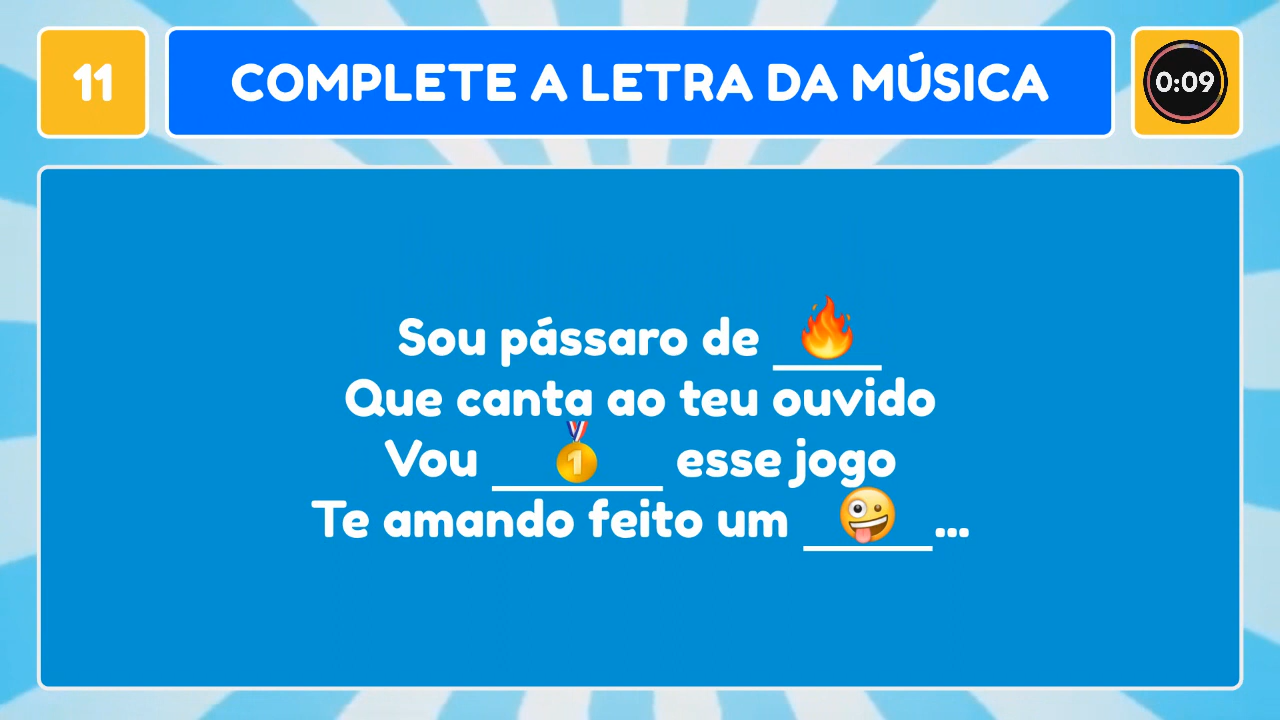 11
COMPLETE A LETRA DA MÚSICA
0:09
Sou pássaro de 🔥
Que canta ao teu ouvido
Vou 🥇 esse jogo
Te amando feito um 🤪...